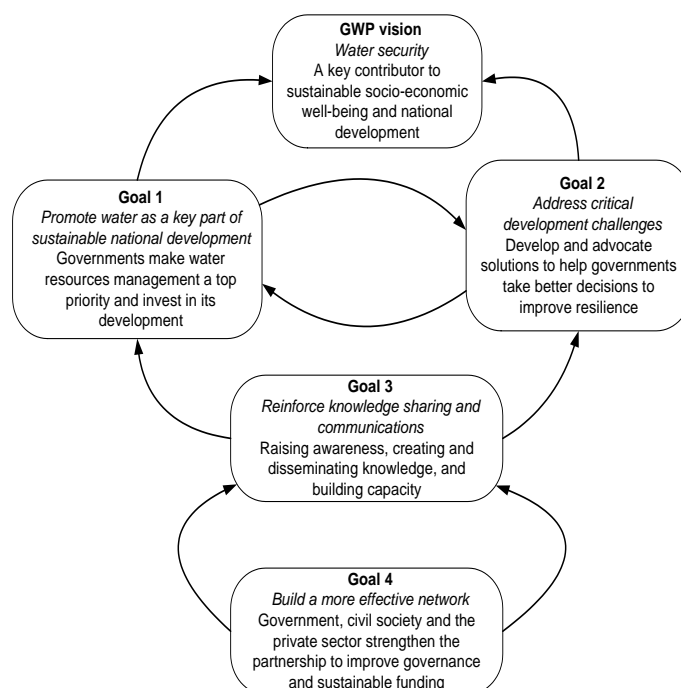 GWP vision
Water security
A key contributor to
sustainable socio-economic
well-being and national
development
Goal 1
Promote water as a key part of
sustainable national development
Governments make water
resources management a top
priority and invest in its
development
Goal 2
Address critical
development challenges
Develop and advocate
solutions to help governments
take better decisions to
improve resilience
Goal 3
Reinforce knowledge sharing and
communications
Raising awareness, creating and
disseminating knowledge, and
building capacity
Goal 4
Build a more effective network
Government, civil society and the
private sector strengthen the
partnership to improve governance
and sustainable funding